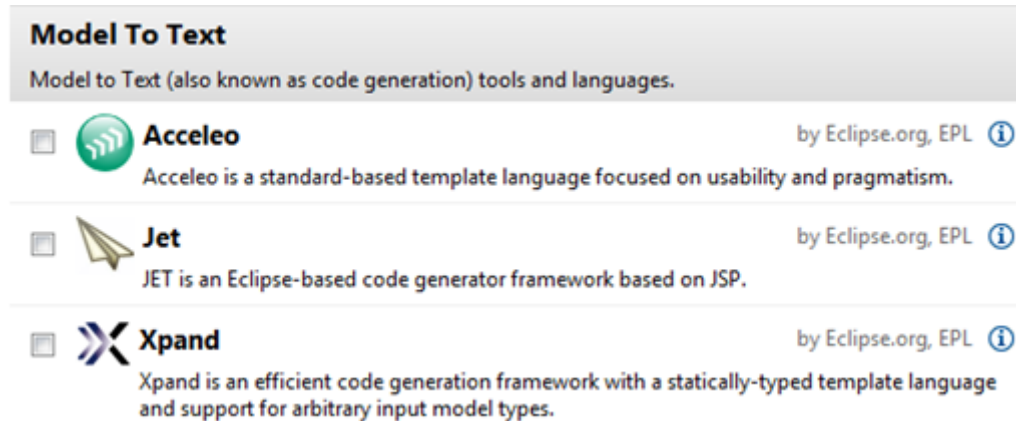 Model To Text
Model to Text (also known as code generation) tools and languages.
Acceleo by Eclipse.org, EPL
Acceleo is a standard-based template language focused on usability and pragmatism.
Jet by Eclipse.org, EPL
JET is an Eclipse-based code generator framework based on JSP.
Xpand by Eclipse.org, EPL
Xpand is an efficient code generation framework with a statically-typed template language
and support for arbitrary input model types.